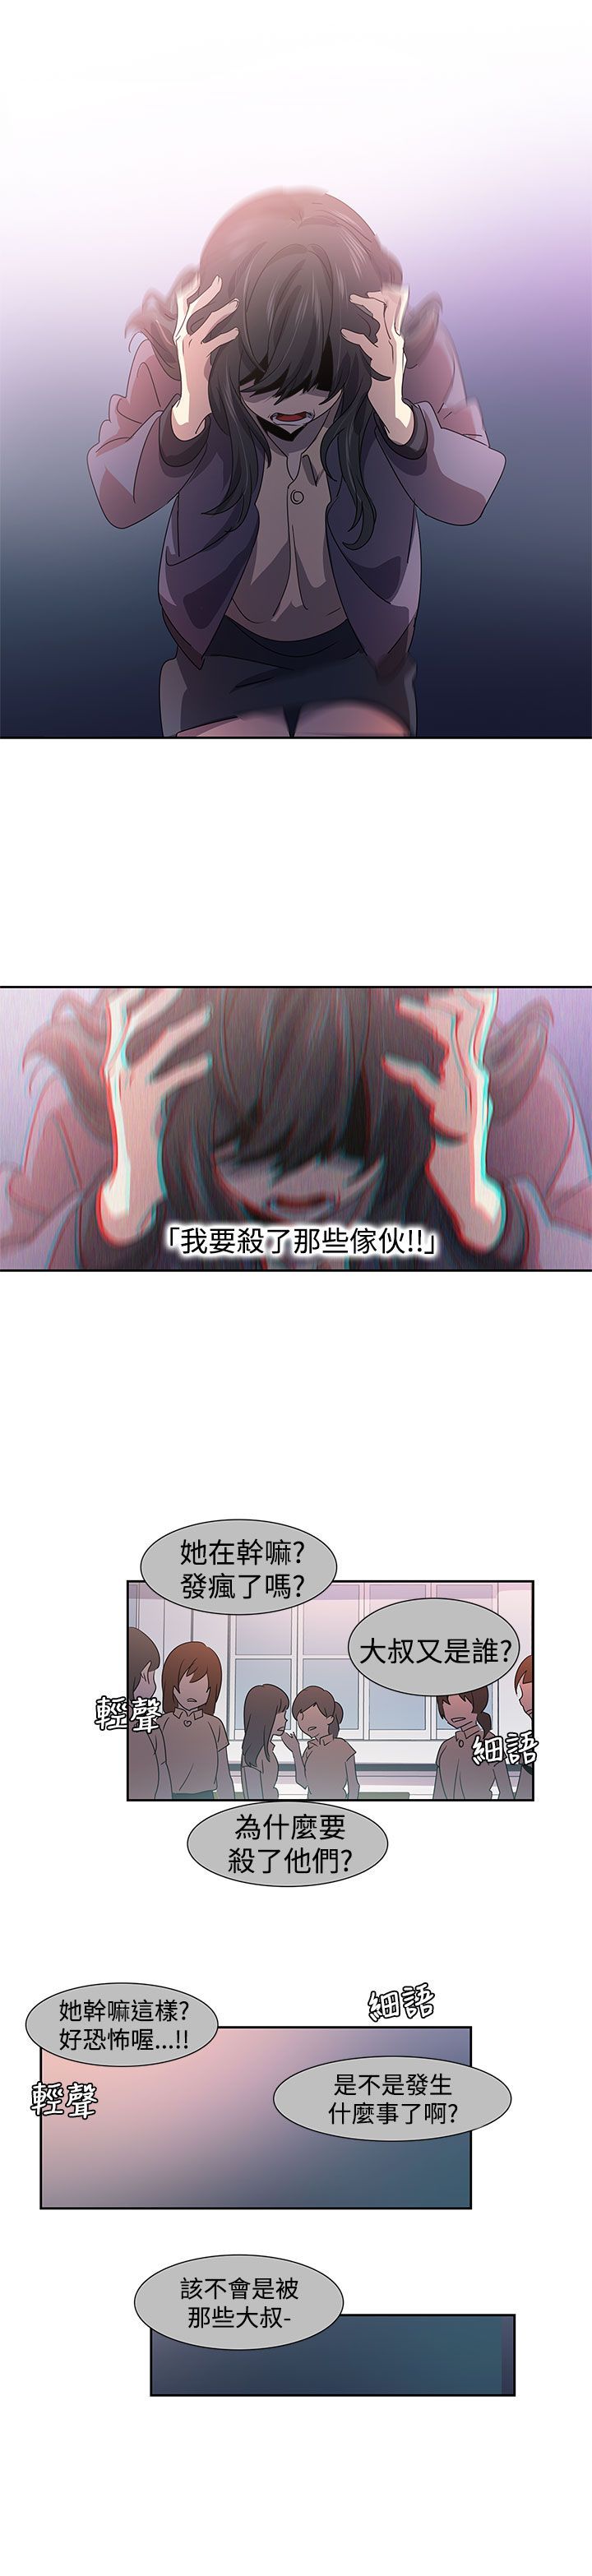 「我要殺了那些傢伙!!」
她在幹嘛?
發瘋了嗎?
大叔又是誰?
輕聲
細語
為什麼要
殺了他們?
細語
她幹嘛這樣?
好恐怖喔...!!
輕聲
是不是發生
什麼事了啊?
該不會是被
那些大叔-